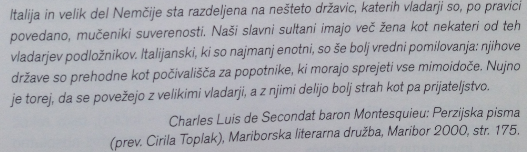 Italija in velik del Nemčije sta razdeljena na nešteto državic, katerih vladarji so, po pravici
povedano, mučeniki suverenosti. Naši slavni sultani imajo več žena kot nekateri od teh
vladarjev podložnikov. Italijanski, ki so najmanj enotni, so še bolj vredni pomilovanja: njihove
države so prehodne kot počivališča za popotnike, ki morajo sprejeti vse mimoidoče. Nujno
je torej, da se povežejo z velikimi vladarji, a z njimi delijo bolj strah kot pa prijateljstvo.
Charles Luis de Secondat baron Montesquieu: Perzijska pisma
(prev. Cirila Toplak), Mariborska literarna družba, Maribor 2000, str. 175.